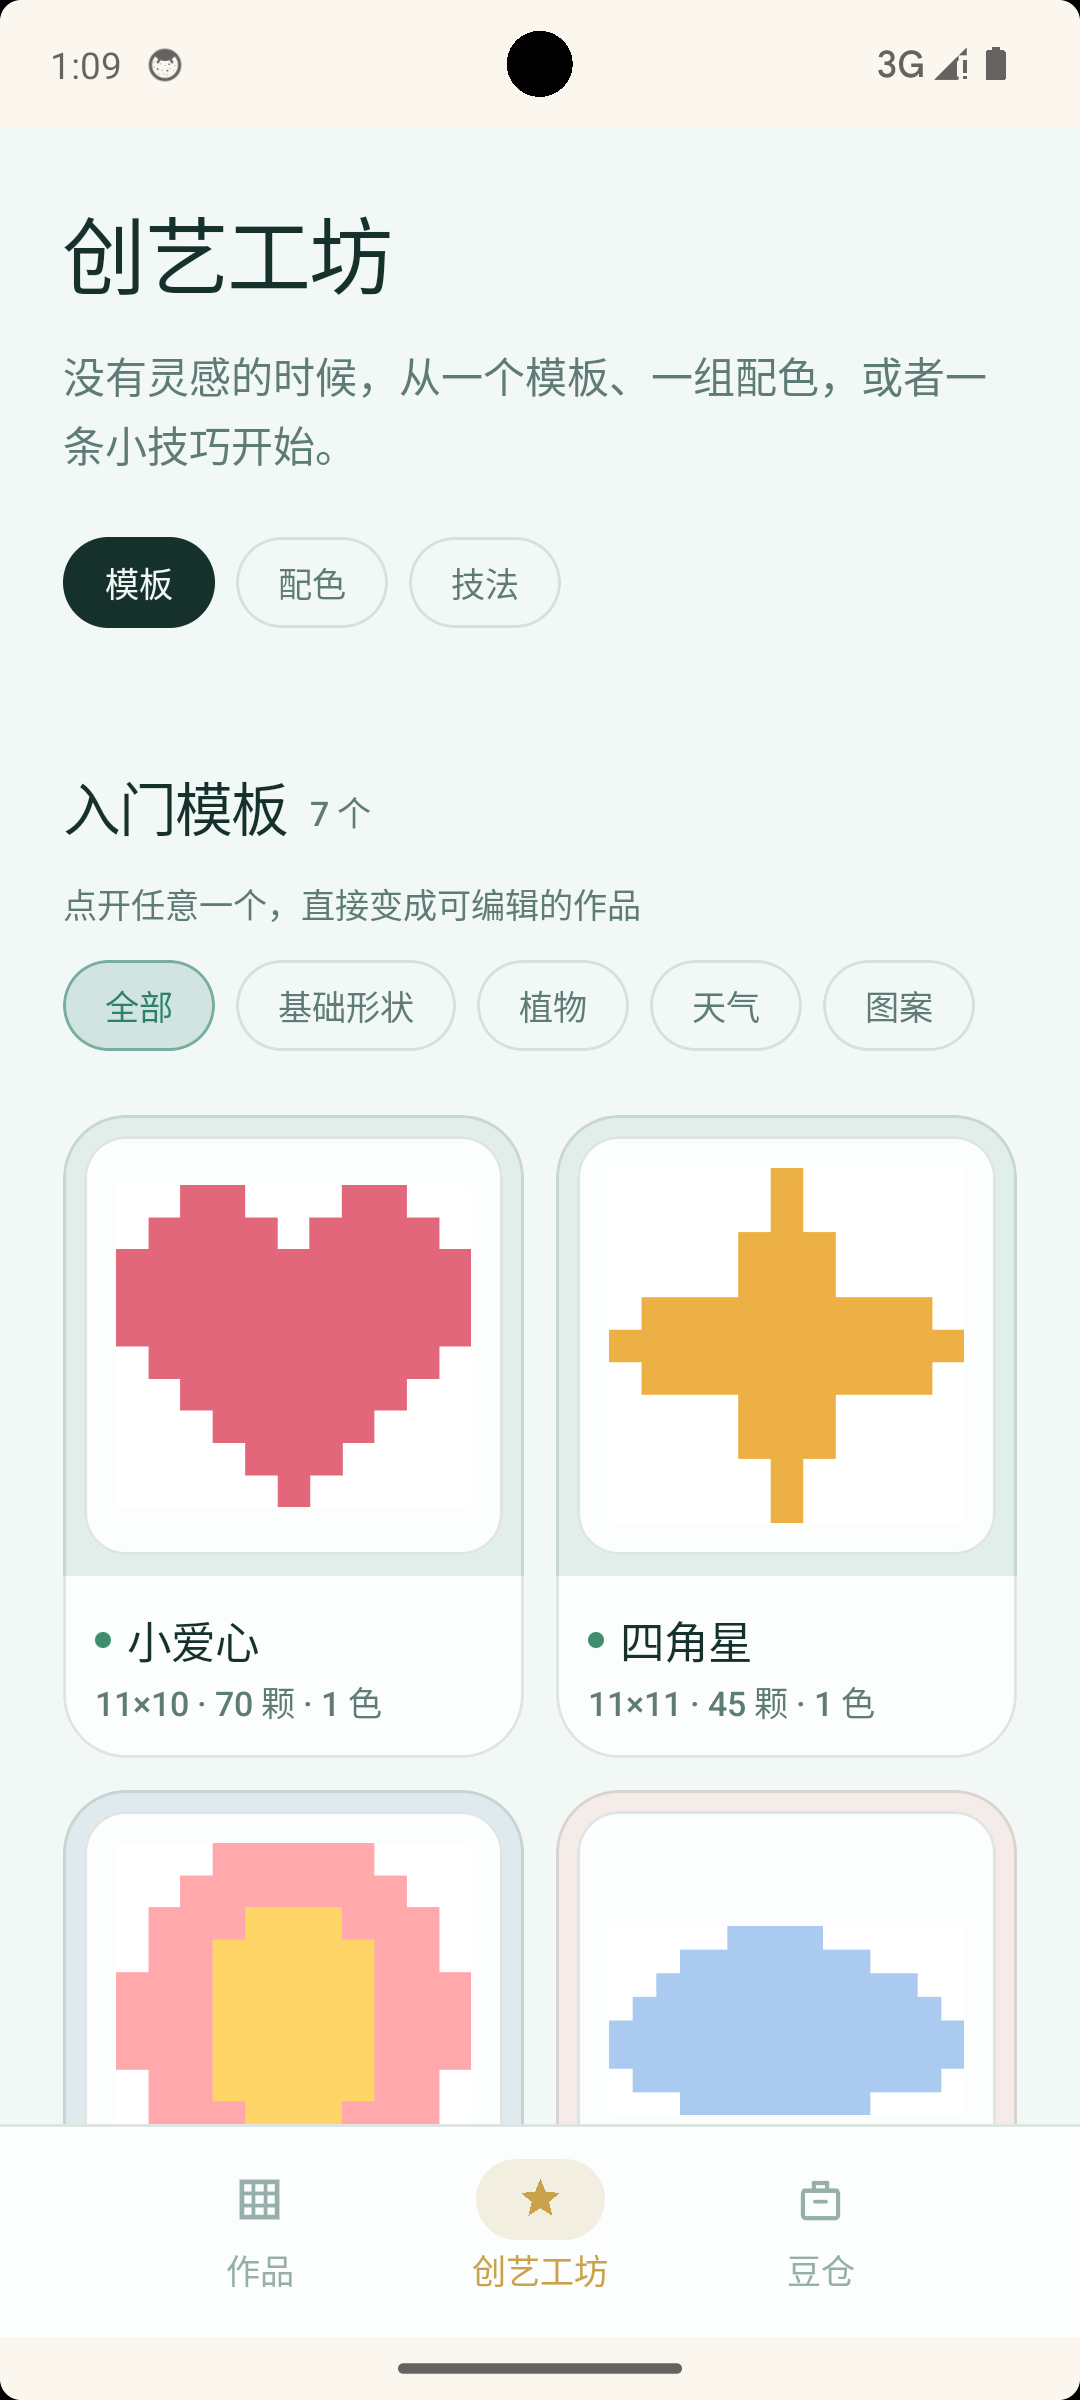 1:09
3G
创艺工坊
没有灵感的时候，从一个模板、一组配色，或者一
条小技巧开始。
模板
配色
技法
入门模板 7 个
点开任意一个，直接变成可编辑的作品
全部
基础形状
植物
天气
图案
小爱心
11×10 · 70 颗 · 1 色
四角星
11×11 · 45 颗 · 1 色
作品
创艺工坊
豆仓